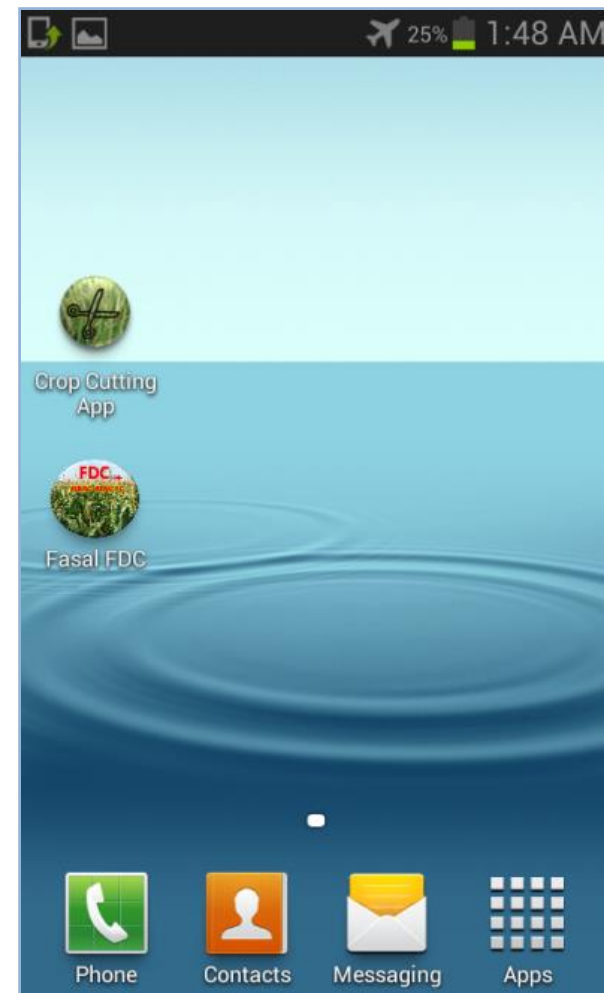 25% 1:48 AM
Crop Cutting
App
FDC
Fasal FDC
Phone Contacts Messaging Apps